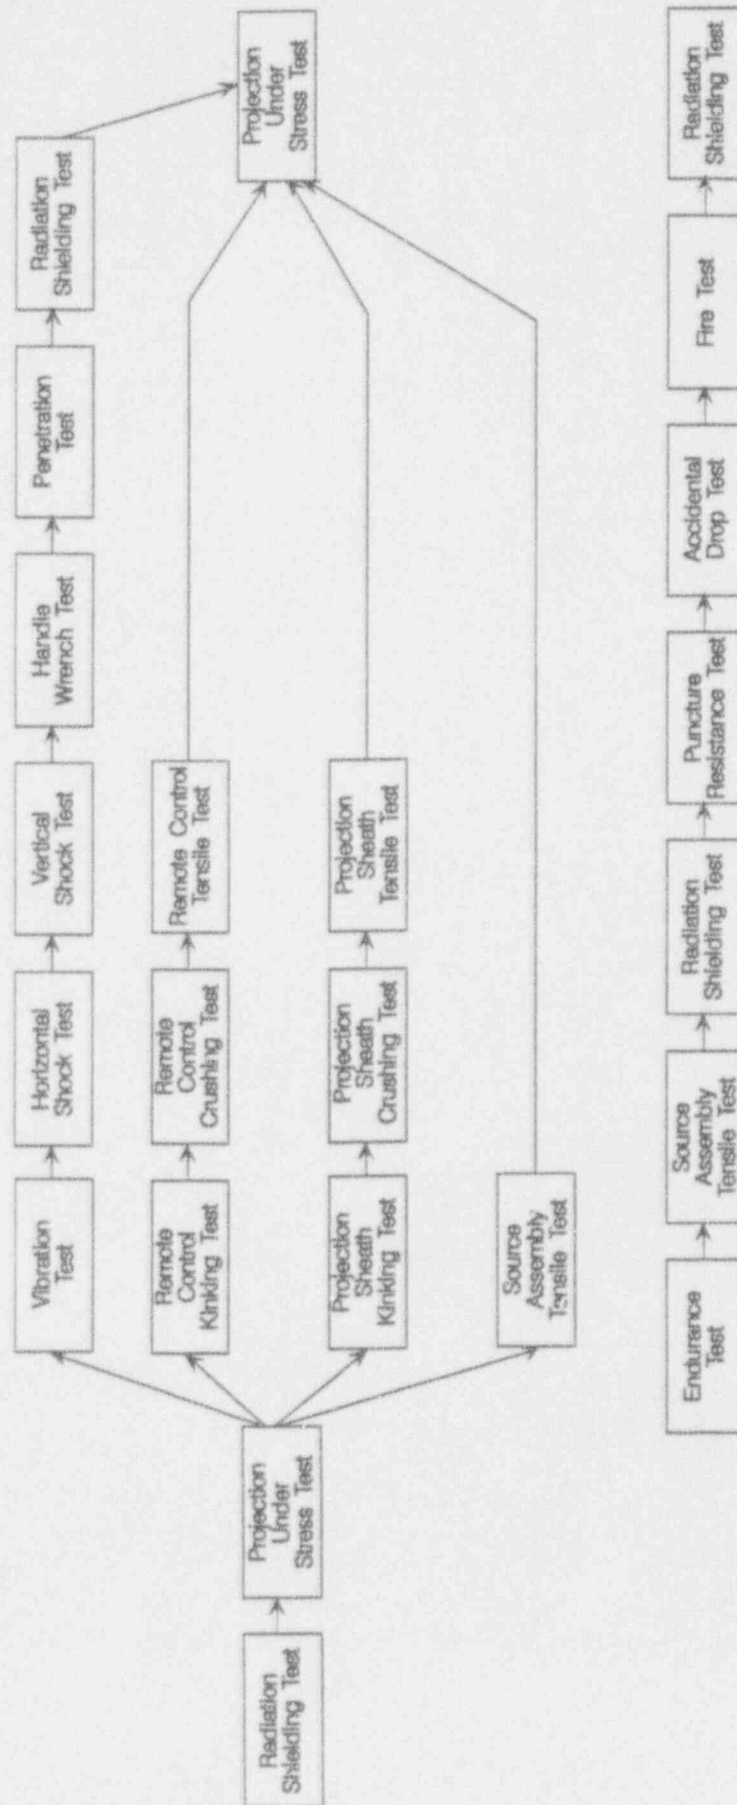 Radiation
Shielding Test
Projection
Under
Stress Test
Vibration
Test
Horizontal
Shock Test
Vertical
Shock Test
Handle
Wrench Test
Penetration
Test
Radiation
Shielding Test
Remote
Control
Kinking Test
Remote
Control
Crushing Test
Remote Control
Tensile Test
Projection
Sheath
Kinking Test
Projection
Sheath
Crushing Test
Projection
Sheath
Tensile Test
Source
Assembly
Tensile Test
Projection
Under
Stress Test
Endurance
Test
Source
Assembly
Tensile Test
Radiation
Shielding Test
Puncture
Resistance Test
Accidental
Drop Test
Fire Test
Radiation
Shielding Test